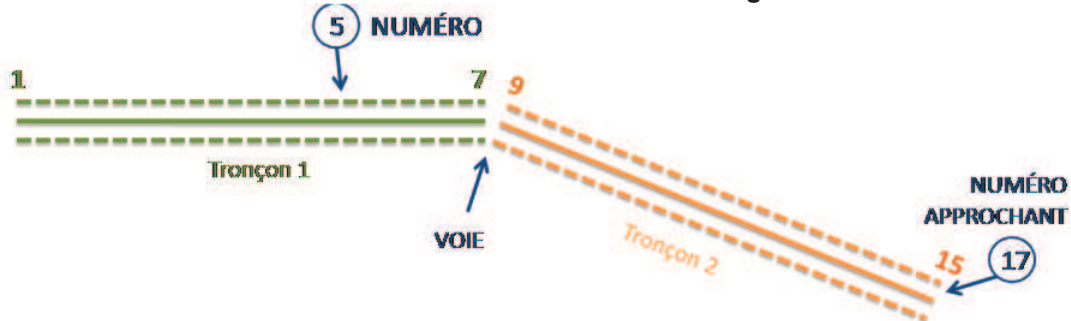 5 NUMÉRO
1
7
9
Tronçon 1
VOIE
Tronçon 2
NUMÉRO
APPROCHANT
15
17